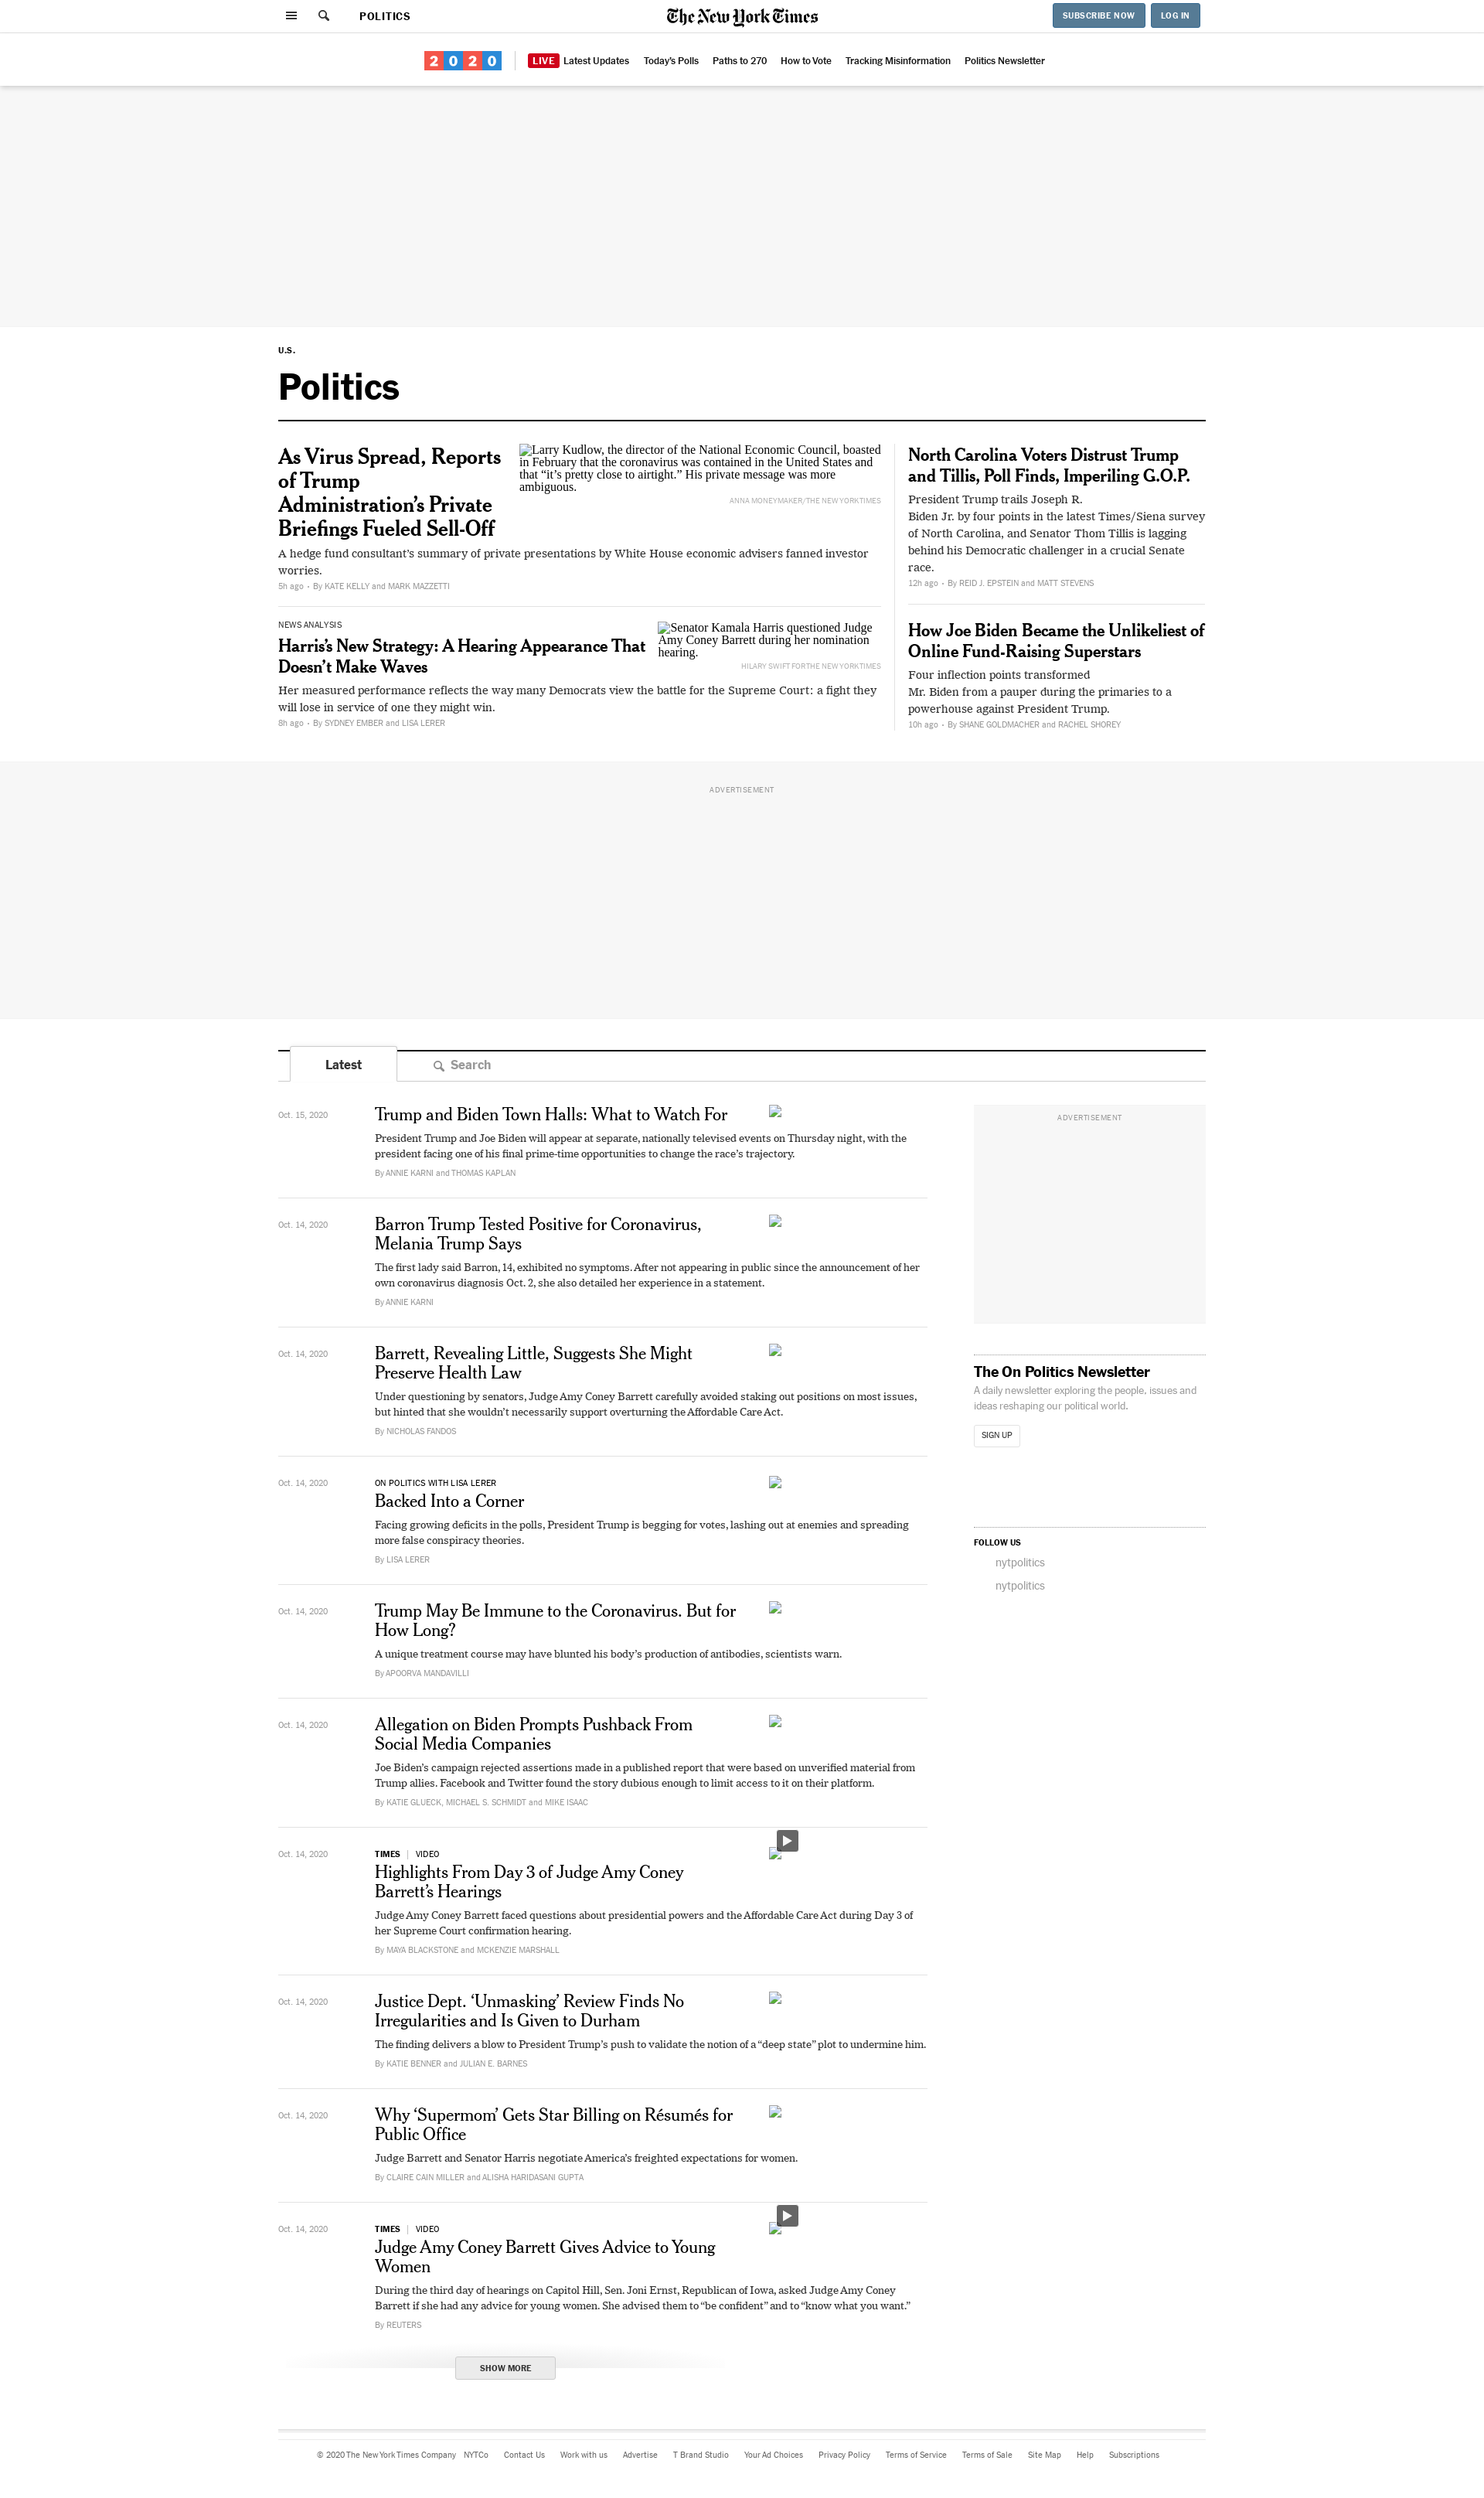 POLITICS
The New York Times
SUBSCRIBE NOW
LOG IN
2020
LIVE Latest Updates
Today's Polls
Paths to 270
How to Vote
Tracking Misinformation
Politics Newsletter
U.S.
Politics
As Virus Spread, Reports
of Trump
Administration’s Private
Briefings Fueled Sell-Off
Larry Kudlow, the director of the National Economic Council, boasted
in February that the coronavirus was contained in the United States and
that “it’s pretty close to airtight.” His private message was more
ambiguous.
ANNA MONEYMAKER/THE NEW YORK TIMES
A hedge fund consultant’s summary of private presentations by White House economic advisers fanned investor
worries.
5h ago • By KATE KELLY and MARK MAZZETTI
NEWS ANALYSIS
Harris’s New Strategy: A Hearing Appearance That
Doesn’t Make Waves
Senator Kamala Harris questioned Judge
Amy Coney Barrett during her nomination
hearing.
HILARY SWIFT FOR THE NEW YORK TIMES
Her measured performance reflects the way many Democrats view the battle for the Supreme Court: a fight they
will lose in service of one they might win.
8h ago • By SYDNEY EMBER and LISA LERER
North Carolina Voters Distrust Trump
and Tillis, Poll Finds, Imperiling G.O.P.
President Trump trails Joseph R.
Biden Jr. by four points in the latest Times/Siena survey
of North Carolina, and Senator Thom Tillis is lagging
behind his Democratic challenger in a crucial Senate
race.
12h ago • By REID J. EPSTEIN and MATT STEVENS
How Joe Biden Became the Unlikeliest of
Online Fund-Raising Superstars
Four inflection points transformed
Mr. Biden from a pauper during the primaries to a
powerhouse against President Trump.
10h ago • By SHANE GOLDMACHER and RACHEL SHOREY
ADVERTISEMENT
Latest
Search
Oct. 15, 2020
Trump and Biden Town Halls: What to Watch For
President Trump and Joe Biden will appear at separate, nationally televised events on Thursday night, with the
president facing one of his final prime-time opportunities to change the race’s trajectory.
By ANNIE KARNI and THOMAS KAPLAN
Oct. 14, 2020
Barron Trump Tested Positive for Coronavirus,
Melania Trump Says
The first lady said Barron, 14, exhibited no symptoms. After not appearing in public since the announcement of her
own coronavirus diagnosis Oct. 2, she also detailed her experience in a statement.
By ANNIE KARNI
Oct. 14, 2020
Barrett, Revealing Little, Suggests She Might
Preserve Health Law
Under questioning by senators, Judge Amy Coney Barrett carefully avoided staking out positions on most issues,
but hinted that she wouldn’t necessarily support overturning the Affordable Care Act.
By NICHOLAS FANDOS
Oct. 14, 2020
ON POLITICS WITH LISA LERER
Backed Into a Corner
Facing growing deficits in the polls, President Trump is begging for votes, lashing out at enemies and spreading
more false conspiracy theories.
By LISA LERER
Oct. 14, 2020
Trump May Be Immune to the Coronavirus. But for
How Long?
A unique treatment course may have blunted his body’s production of antibodies, scientists warn.
By APOORVA MANDAVILLI
Oct. 14, 2020
Allegation on Biden Prompts Pushback From
Social Media Companies
Joe Biden’s campaign rejected assertions made in a published report that were based on unverified material from
Trump allies. Facebook and Twitter found the story dubious enough to limit access to it on their platform.
By KATIE GLUECK, MICHAEL S. SCHMIDT and MIKE ISAAC
Oct. 14, 2020
TIMES | VIDEO
Highlights From Day 3 of Judge Amy Coney
Barrett’s Hearings
Judge Amy Coney Barrett faced questions about presidential powers and the Affordable Care Act during Day 3 of
her Supreme Court confirmation hearing.
By MAYA BLACKSTONE and MCKENZIE MARSHALL
Oct. 14, 2020
Justice Dept. ‘Unmasking’ Review Finds No
Irregularities and Is Given to Durham
The finding delivers a blow to President Trump’s push to validate the notion of a “deep state” plot to undermine him.
By KATIE BENNER and JULIAN E. BARNES
Oct. 14, 2020
Why ‘Supermom’ Gets Star Billing on Résumés for
Public Office
Judge Barrett and Senator Harris negotiate America’s freighted expectations for women.
By CLAIRE CAIN MILLER and ALISHA HARIDASANI GUPTA
Oct. 14, 2020
TIMES | VIDEO
Judge Amy Coney Barrett Gives Advice to Young
Women
During the third day of hearings on Capitol Hill, Sen. Joni Ernst, Republican of Iowa, asked Judge Amy Coney
Barrett if she had any advice for young women. She advised them to “be confident” and to “know what you want.”
By REUTERS
SHOW MORE
ADVERTISEMENT
The On Politics Newsletter
A daily newsletter exploring the people, issues and
ideas reshaping our political world.
SIGN UP
FOLLOW US
nytpolitics
nytpolitics
© 2020 The New York Times Company
NYTCo
Contact Us
Work with us
Advertise
T Brand Studio
Your Ad Choices
Privacy Policy
Terms of Service
Terms of Sale
Site Map
Help
Subscriptions